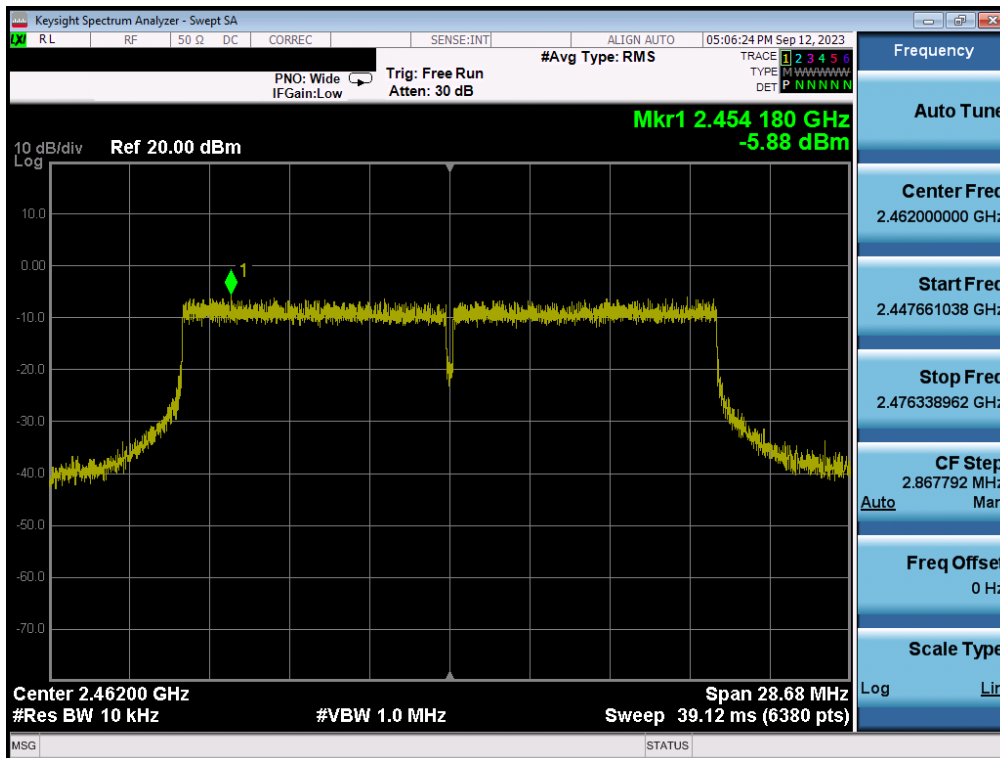 Keysight Spectrum Analyzer - Swept SA
LXI RL RF 50 Ω DC CORREC SENSE:INT ALIGN AUTO 05:06:24 PM Sep 12, 2023
Frequency
#Avg Type: RMS
TRACE 1 2 3 4 5 6
PNO: Wide
Trig: Free Run
TYPE M WWWWW
IFGain:Low
Atten: 30 dB
DET P N N N N N
Auto Tune
Mkr1 2.454 180 GHz
-5.88 dBm
10 dB/div
Log
Ref 20.00 dBm
Center Freq
2.462000000 GHz
10.0
0.00
-10.0
-20.0
-30.0
-40.0
-50.0
-60.0
-70.0
1
Start Freq
2.447661038 GHz
Stop Freq
2.476338962 GHz
CF Step
2.867792 MHz
Auto Man
Freq Offset
0 Hz
Scale Type
Log Lin
Center 2.46200 GHz
Span 28.68 MHz
#Res BW 10 kHz
#VBW 1.0 MHz
Sweep 39.12 ms (6380 pts)
MSG
STATUS